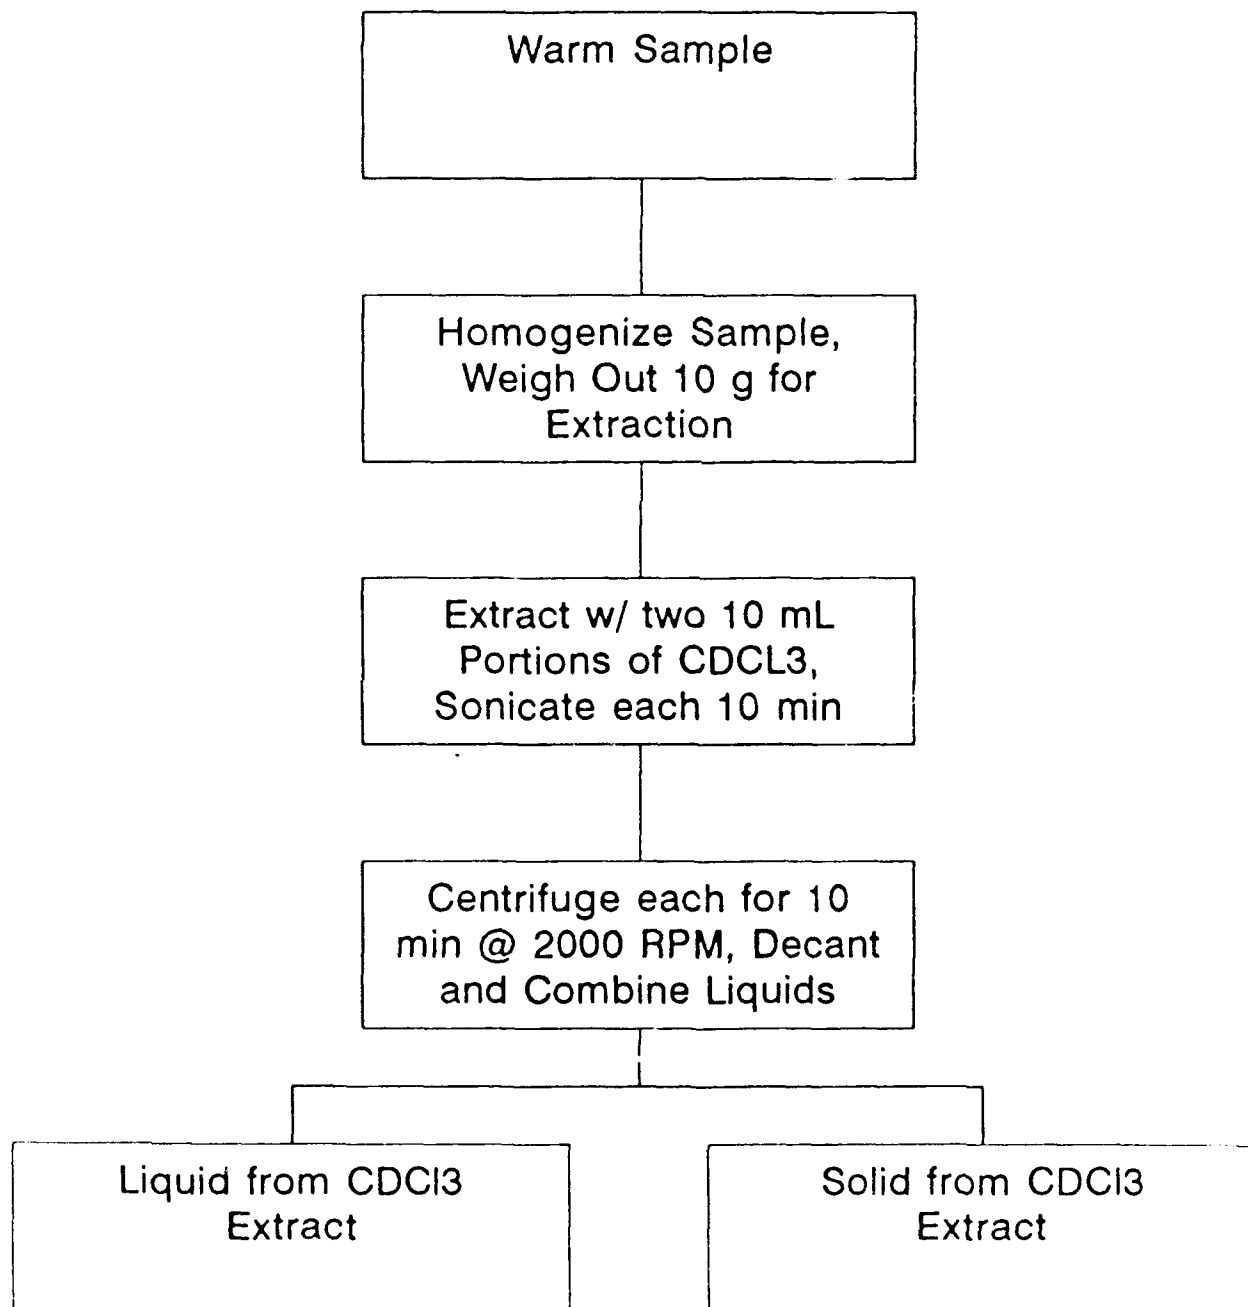 Warm Sample
Homogenize Sample,
Weigh Out 10 g for
Extraction
Extract w/ two 10 mL
Portions of CDCL3,
Sonicate each 10 min
Centrifuge each for 10
min @ 2000 RPM, Decant
and Combine Liquids
Liquid from CDCl3
Extract
Solid from CDCl3
Extract